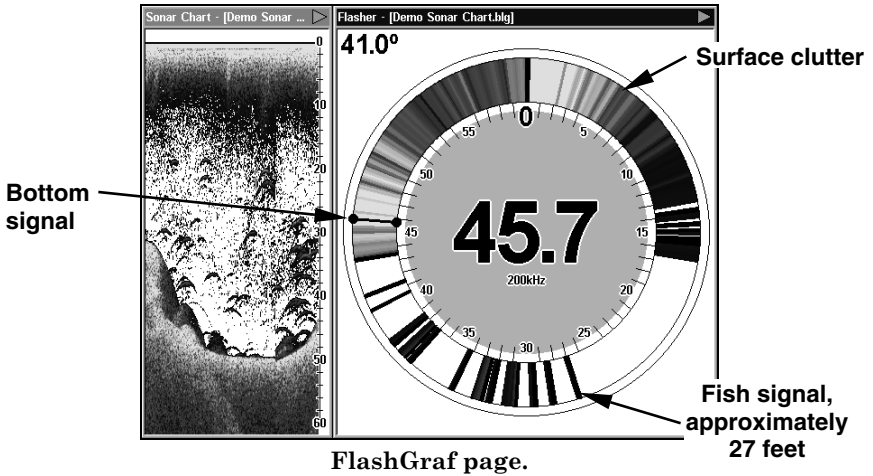 Sonar Chart - [Demo Sonar ...
Flasher - [Demo Sonar Chart.blg]
41.0º
Surface clutter
Bottom
signal
0
10
20
30
40
50
60
0
5
10
15
20
25
30
35
40
45
50
55
45.7
200kHz
Fish signal,
approximately
27 feet
FlashGraf page.